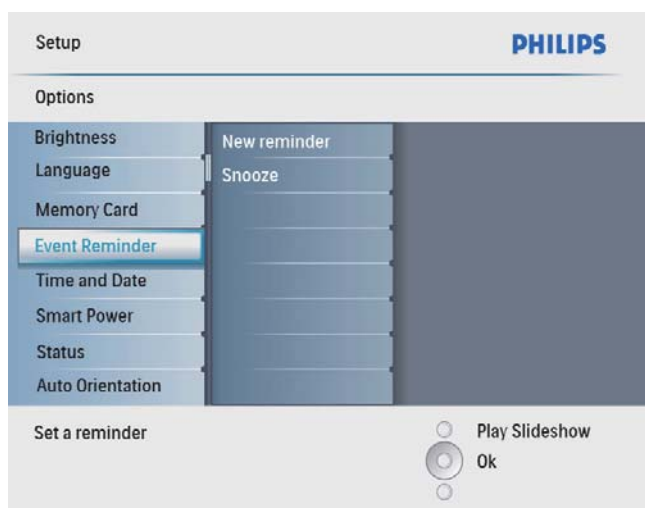 Setup
PHILIPS
Options
Brightness
Language
Memory Card
Event Reminder
Time and Date
Smart Power
Status
Auto Orientation
New reminder
Snooze
Set a reminder
Play Slideshow
Ok